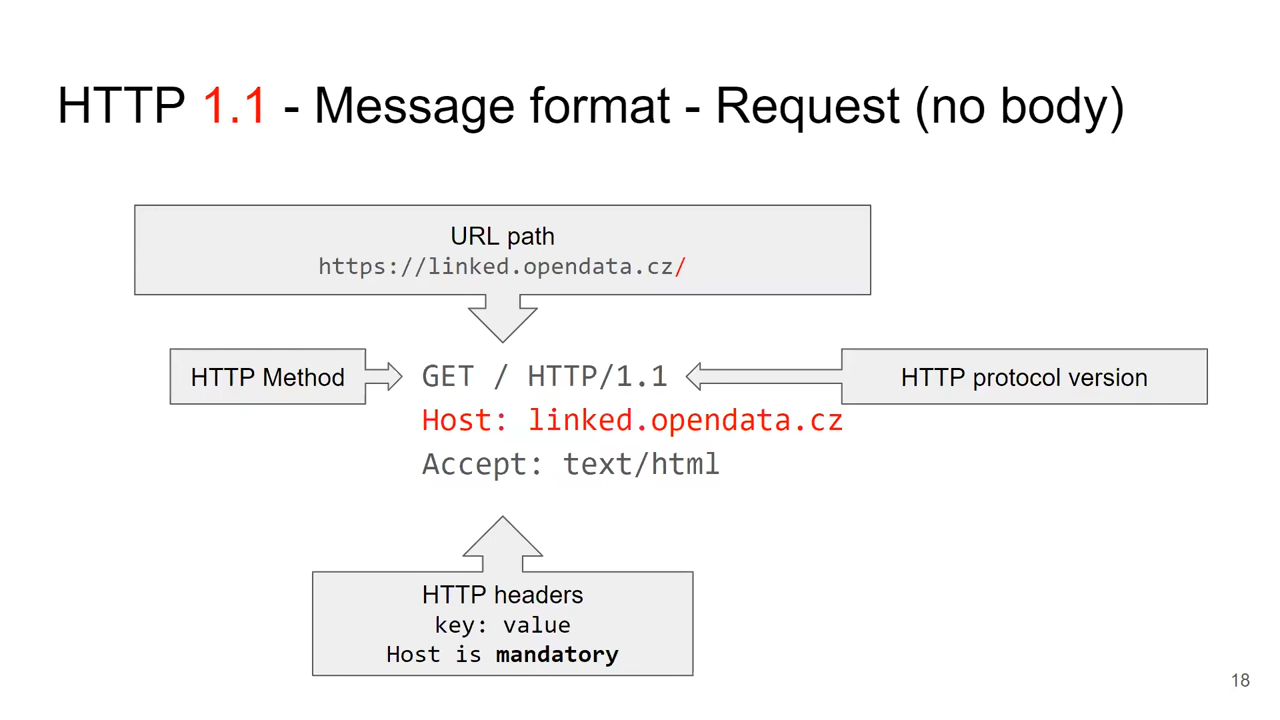 HTTP 1.1 - Message format - Request (no body)
URL path
https://linked.opendata.cz/
HTTP Method
GET / HTTP/1.1
HTTP protocol version
Host: linked.opendata.cz
Accept: text/html
HTTP headers
key: value
Host is mandatory
18